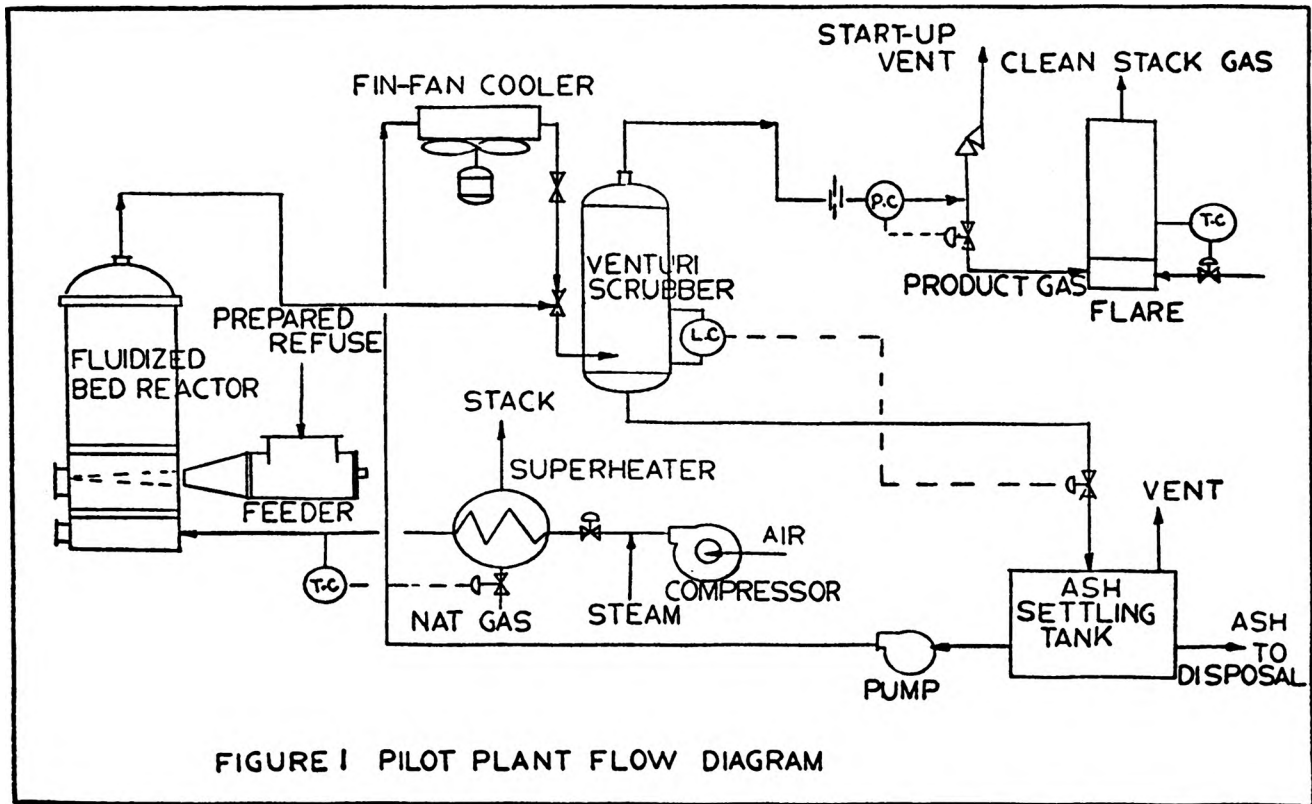 START-UP
VENT
CLEAN STACK GAS
FIN-FAN COOLER
P.C
T-C
VENTURI
SCRUBBER
PRODUCT GAS
FLARE
PREPARED
REFUSE
L.C
FLUIDIZED
BED REACTOR
STACK
SUPERHEATER
FEEDER
VENT
AIR
COMPRESSOR
T-C
NAT GAS
STEAM
ASH
SETTLING
TANK
ASH
TO
DISPOSAL
PUMP
FIGURE I PILOT PLANT FLOW DIAGRAM